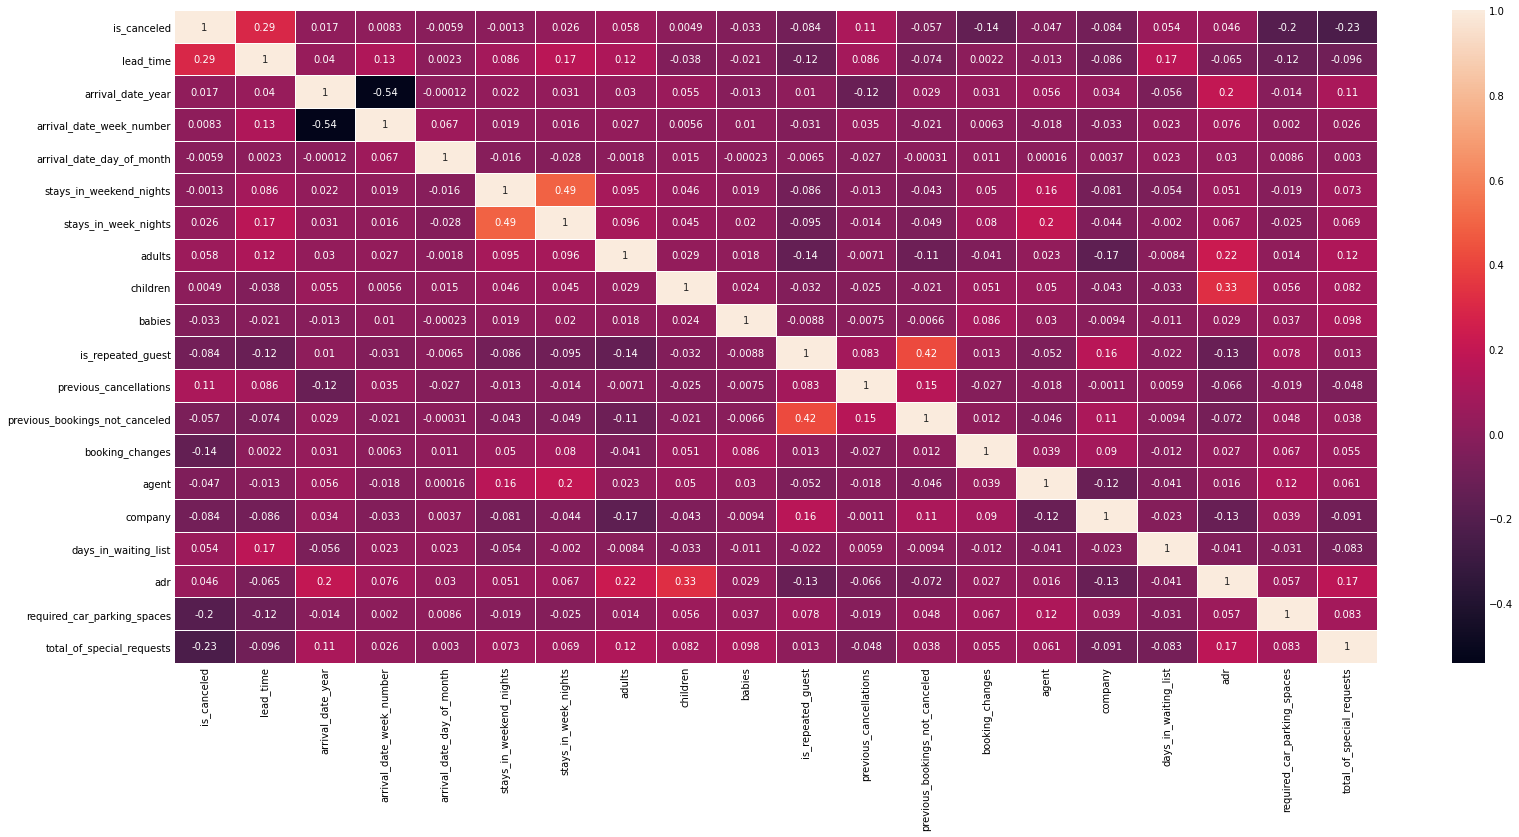 is_canceled 1 0.29 0.017 0.0083 -0.0059 -0.0013 0.026 0.058 0.0049 -0.033 -0.084 0.11 -0.057 -0.14 -0.047 -0.084 0.054 0.046 -0.2 -0.23
lead_time 0.29 1 0.04 0.13 0.0023 0.086 0.17 0.12 -0.038 -0.021 -0.12 0.086 -0.074 0.0022 -0.013 -0.086 0.17 -0.065 -0.12 -0.096
arrival_date_year 0.017 0.04 1 -0.54 -0.00012 0.022 0.031 0.03 0.055 -0.013 0.01 -0.12 0.029 0.031 0.056 0.034 -0.056 0.2 -0.014 0.11
arrival_date_week_number 0.0083 0.13 -0.54 1 0.067 0.019 0.016 0.027 0.0056 0.01 -0.031 0.035 -0.021 0.0063 -0.018 -0.033 0.023 0.076 0.002 0.026
arrival_date_day_of_month -0.0059 0.0023 -0.00012 0.067 1 -0.016 -0.028 -0.0018 0.015 -0.00023 -0.0065 -0.027 -0.00031 0.011 0.00016 0.0037 0.023 0.03 0.0086 0.003
stays_in_weekend_nights -0.0013 0.086 0.022 0.019 -0.016 1 0.49 0.095 0.046 0.019 -0.086 -0.013 -0.043 0.05 0.16 -0.081 -0.054 0.051 -0.019 0.073
stays_in_week_nights 0.026 0.17 0.031 0.016 -0.028 0.49 1 0.096 0.045 0.02 -0.095 -0.014 -0.049 0.08 0.2 -0.044 -0.002 0.067 -0.025 0.069
adults 0.058 0.12 0.03 0.027 -0.0018 0.095 0.096 1 0.029 0.018 -0.14 -0.0071 -0.11 -0.041 0.023 -0.17 -0.0084 0.22 0.014 0.12
children 0.0049 -0.038 0.055 0.0056 0.015 0.046 0.045 0.029 1 0.024 -0.032 -0.025 -0.021 0.051 0.05 -0.043 -0.033 0.33 0.056 0.082
babies -0.033 -0.021 -0.013 0.01 -0.00023 0.019 0.02 0.018 0.024 1 -0.0088 -0.0075 -0.0066 0.086 0.03 -0.0094 -0.011 0.029 0.037 0.098
is_repeated_guest -0.084 -0.12 0.01 -0.031 -0.0065 -0.086 -0.095 -0.14 -0.032 -0.0088 1 0.083 0.42 0.013 -0.052 0.16 -0.022 -0.13 0.078 0.013
previous_cancellations 0.11 0.086 -0.12 0.035 -0.027 -0.013 -0.014 -0.0071 -0.025 -0.0075 0.083 1 0.15 -0.027 -0.018 -0.0011 0.0059 -0.066 -0.019 -0.048
previous_bookings_not_canceled -0.057 -0.074 0.029 -0.021 -0.00031 -0.043 -0.049 -0.11 -0.021 -0.0066 0.42 0.15 1 0.012 -0.046 0.11 -0.0094 -0.072 0.048 0.038
booking_changes -0.14 0.0022 0.031 0.0063 0.011 0.05 0.08 -0.041 0.051 0.086 0.013 -0.027 0.012 1 0.039 0.09 -0.012 0.027 0.067 0.055
agent -0.047 -0.013 0.056 -0.018 0.00016 0.16 0.2 0.023 0.05 0.03 -0.052 -0.018 -0.046 0.039 1 -0.12 -0.041 0.016 0.12 0.061
company -0.084 -0.086 0.034 -0.033 0.0037 -0.081 -0.044 -0.17 -0.043 -0.0094 0.16 -0.0011 0.11 0.09 -0.12 1 -0.023 -0.13 0.039 -0.091
days_in_waiting_list 0.054 0.17 -0.056 0.023 0.023 -0.054 -0.002 -0.0084 -0.033 -0.011 -0.022 0.0059 -0.0094 -0.012 -0.041 -0.023 1 -0.041 -0.031 -0.083
adr 0.046 -0.065 0.2 0.076 0.03 0.051 0.067 0.22 0.33 0.029 -0.13 -0.066 -0.072 0.027 0.016 -0.13 -0.041 1 0.057 0.17
required_car_parking_spaces -0.2 -0.12 -0.014 0.002 0.0086 -0.019 -0.025 0.014 0.056 0.037 0.078 -0.019 0.048 0.067 0.12 0.039 -0.031 0.057 1 0.083
total_of_special_requests -0.23 -0.096 0.11 0.026 0.003 0.073 0.069 0.12 0.082 0.098 0.013 -0.048 0.038 0.055 0.061 -0.091 -0.083 0.17 0.083 1
is_canceled
lead_time
arrival_date_year
arrival_date_week_number
arrival_date_day_of_month
stays_in_weekend_nights
stays_in_week_nights
adults
children
babies
is_repeated_guest
previous_cancellations
previous_bookings_not_canceled
booking_changes
agent
company
days_in_waiting_list
adr
required_car_parking_spaces
total_of_special_requests
1.0
0.8
0.6
0.4
0.2
0.0
−0.2
−0.4